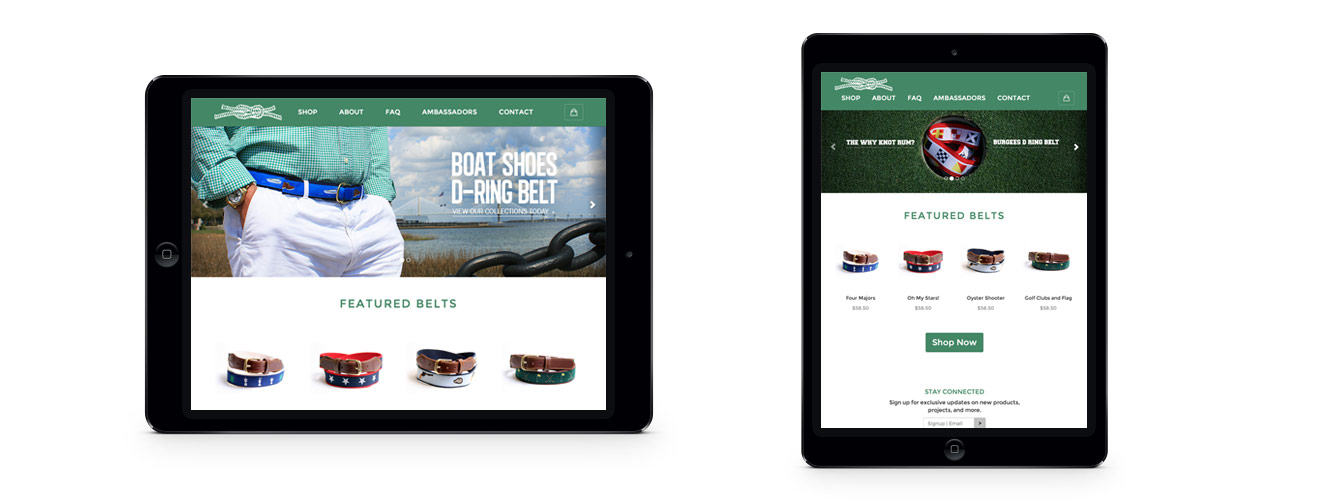 SHOP ABOUT FAQ AMBASSADORS CONTACT
BOAT SHOES
D-RING BELT
VIEW OUR COLLECTIONS TODAY
FEATURED BELTS
SHOP ABOUT FAQ AMBASSADORS CONTACT
THE WHY KNOT RUM? BURGEES D RING BELT
FEATURED BELTS
Four Majors Oh My Stars! Oyster Shooter Golf Clubs and Flag
$58.50 $58.50 $58.50 $58.50
Shop Now
STAY CONNECTED
Sign up for exclusive updates on new products,
projects, and more.
Signup | Email >